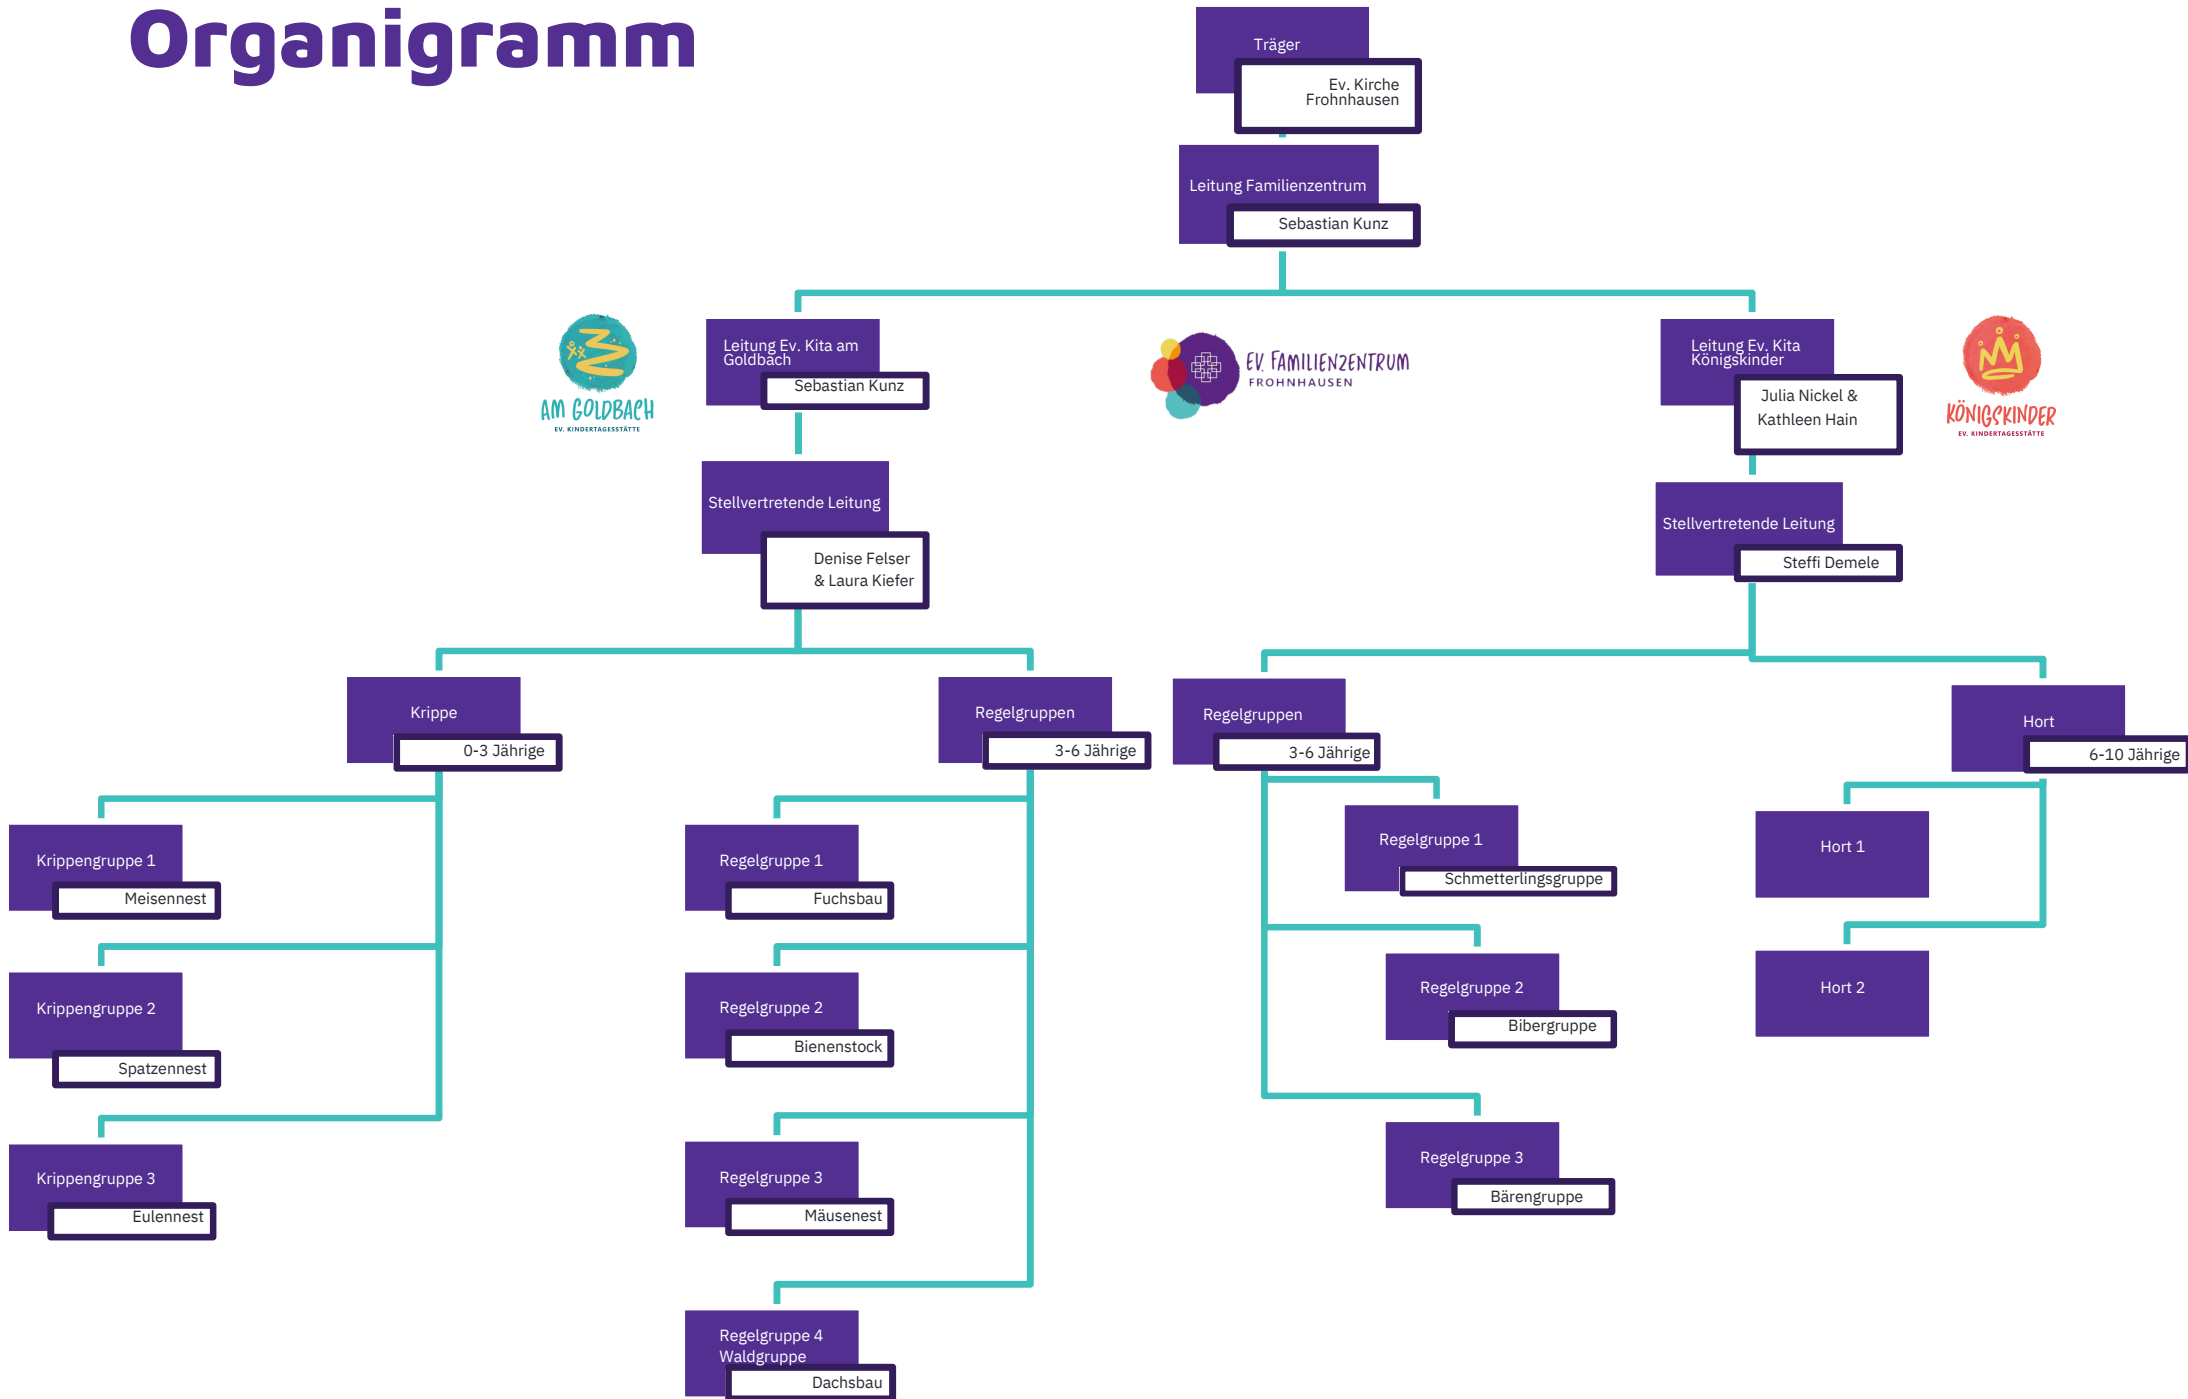 Organigramm
Träger
Ev. Kirche
Frohnhausen
Leitung Familienzentrum
Sebastian Kunz
AM GOLDBACH
EV. KINDERTAGESSTÄTTE
Leitung Ev. Kita am
Goldbach
Sebastian Kunz
EV. FAMILIENZENTRUM
FROHNHAUSEN
Leitung Ev. Kita
Königskinder
Julia Nickel &
Kathleen Hain
KÖNIGSKINDER
EV. KINDERTAGESSTÄTTE
Stellvertretende Leitung
Denise Felser
& Laura Kiefer
Stellvertretende Leitung
Steffi Demele
Krippe
0-3 Jährige
Regelgruppen
3-6 Jährige
Regelgruppen
3-6 Jährige
Hort
6-10 Jährige
Krippengruppe 1
Meisennest
Krippengruppe 2
Spatzennest
Krippengruppe 3
Eulennest
Regelgruppe 1
Fuchsbau
Regelgruppe 2
Bienenstock
Regelgruppe 3
Mäusenest
Regelgruppe 4
Waldgruppe
Dachsbau
Regelgruppe 1
Schmetterlingsgruppe
Regelgruppe 2
Bibergruppe
Regelgruppe 3
Bärengruppe
Hort 1
Hort 2